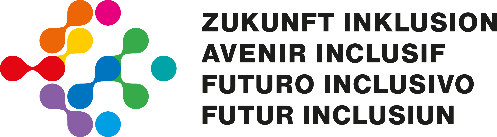 ZUKUNFT INKLUSION
AVENIR INCLUSIF
FUTURO INCLUSIVO
FUTUR INCLUSIUN